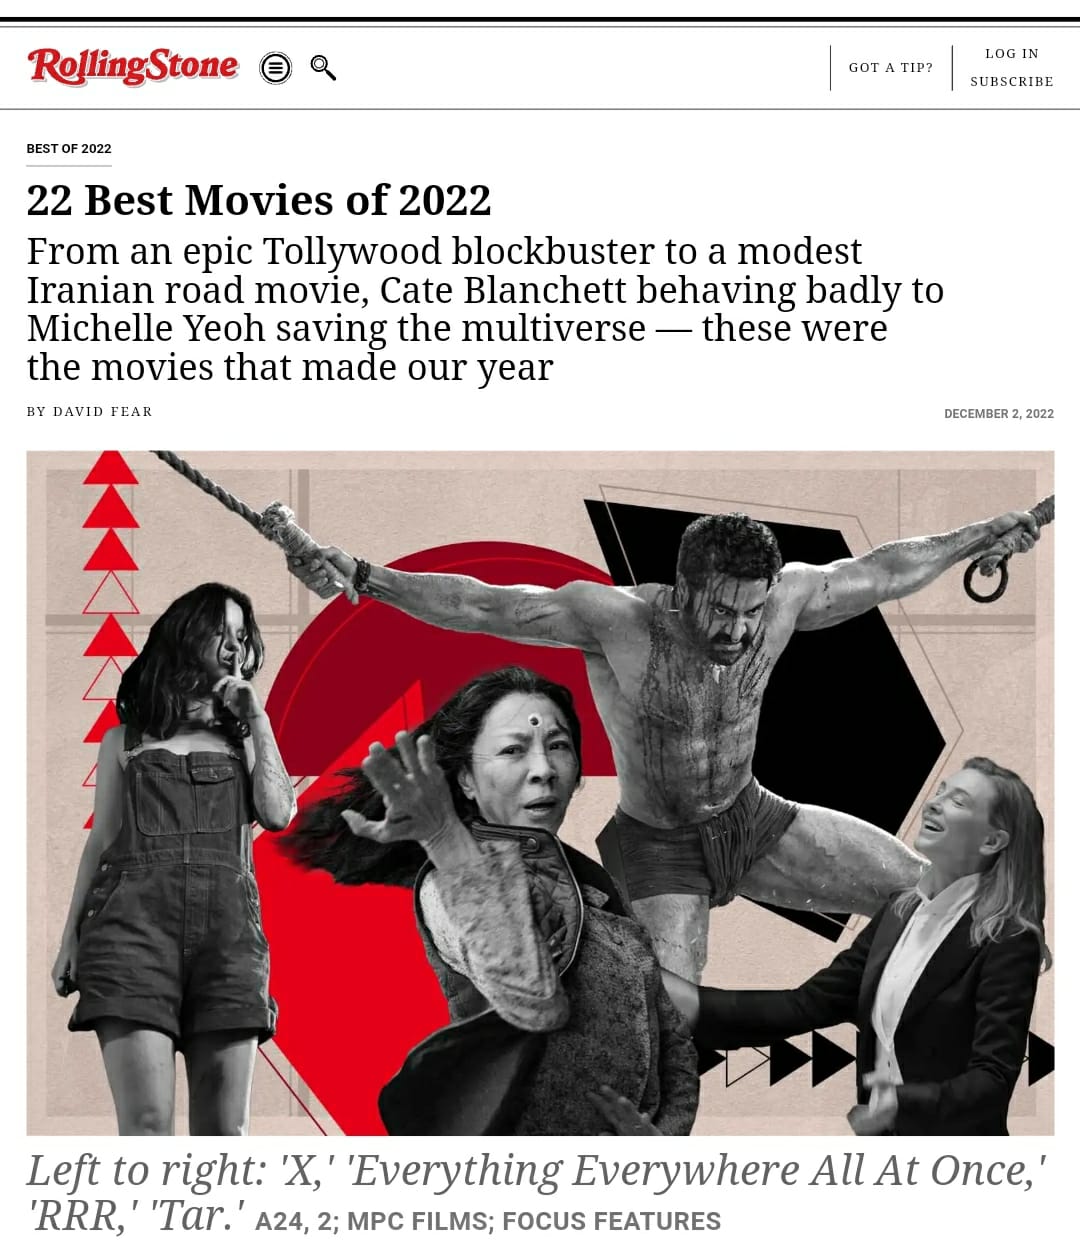 RollingStone
GOT A TIP?
LOG IN
SUBSCRIBE
BEST OF 2022
22 Best Movies of 2022
From an epic Tollywood blockbuster to a modest
Iranian road movie, Cate Blanchett behaving badly to
Michelle Yeoh saving the multiverse — these were
the movies that made our year
BY DAVID FEAR
DECEMBER 2, 2022
Left to right: 'X,' 'Everything Everywhere All At Once,'
'RRR,' 'Tar.' A24, 2; MPC FILMS; FOCUS FEATURES